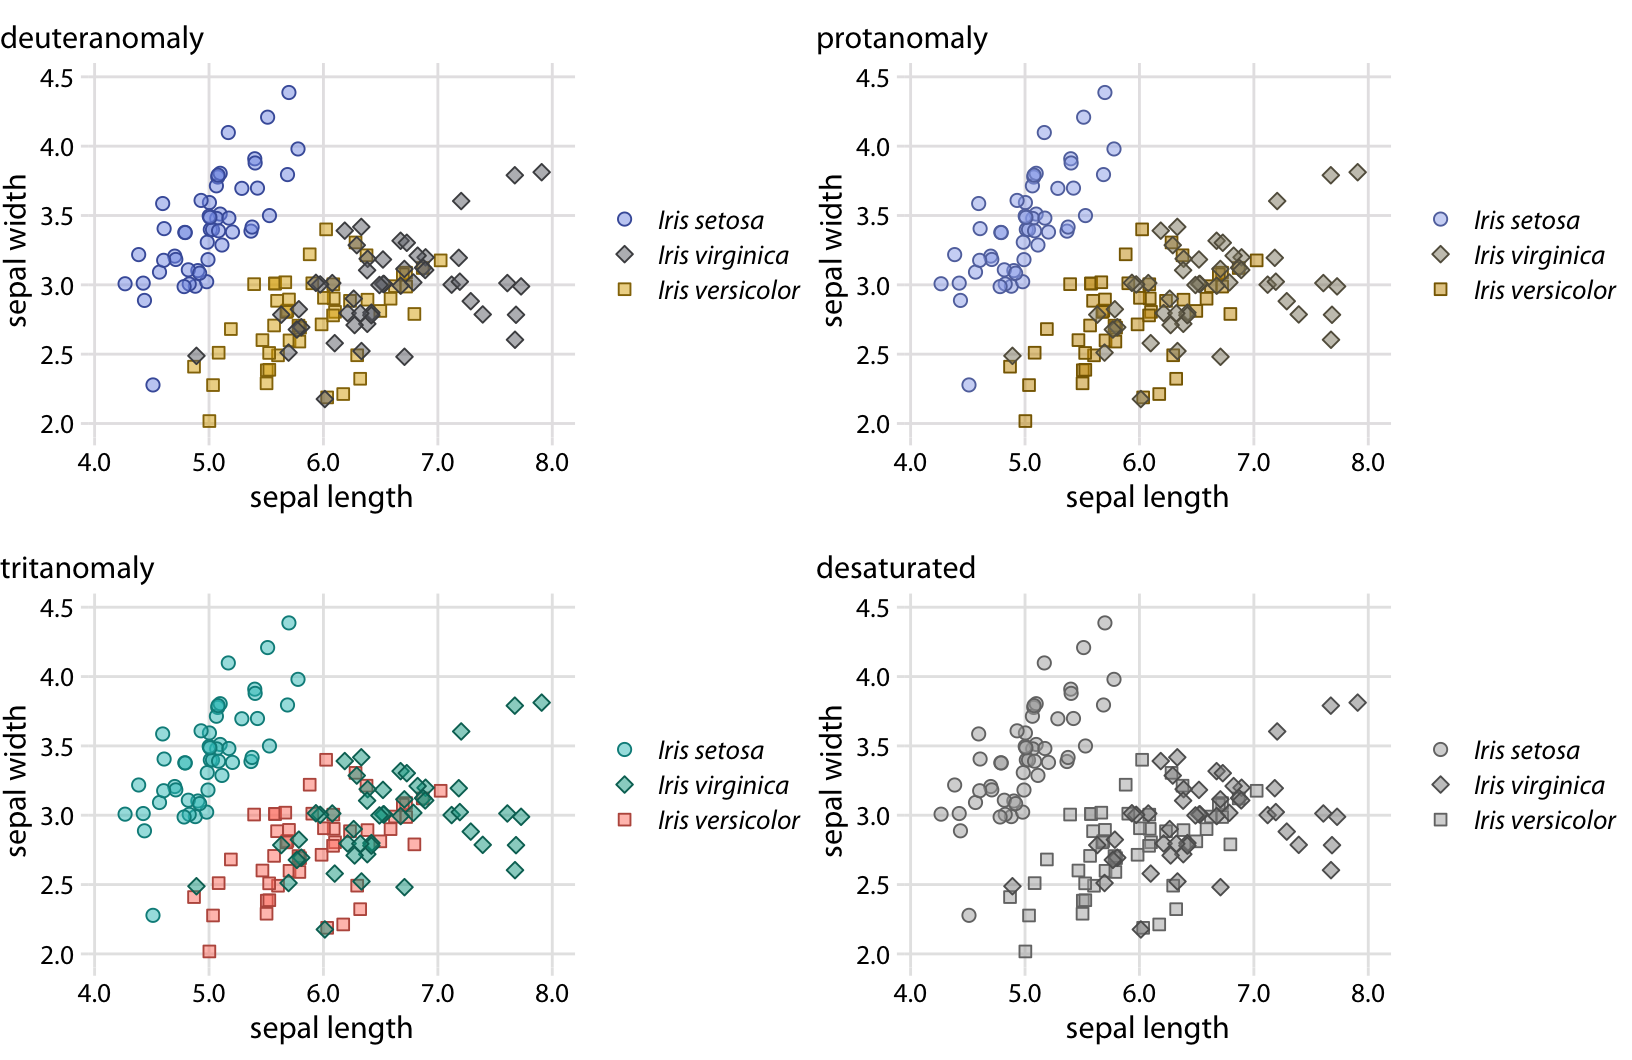 deuteranomaly
4.5
4.0
3.5
3.0
2.5
2.0
sepal width
4.0 5.0 6.0 7.0 8.0
sepal length
Iris setosa
Iris virginica
Iris versicolor
protanomaly
4.5
4.0
3.5
3.0
2.5
2.0
sepal width
4.0 5.0 6.0 7.0 8.0
sepal length
Iris setosa
Iris virginica
Iris versicolor
tritanomaly
4.5
4.0
3.5
3.0
2.5
2.0
sepal width
4.0 5.0 6.0 7.0 8.0
sepal length
Iris setosa
Iris virginica
Iris versicolor
desaturated
4.5
4.0
3.5
3.0
2.5
2.0
sepal width
4.0 5.0 6.0 7.0 8.0
sepal length
Iris setosa
Iris virginica
Iris versicolor